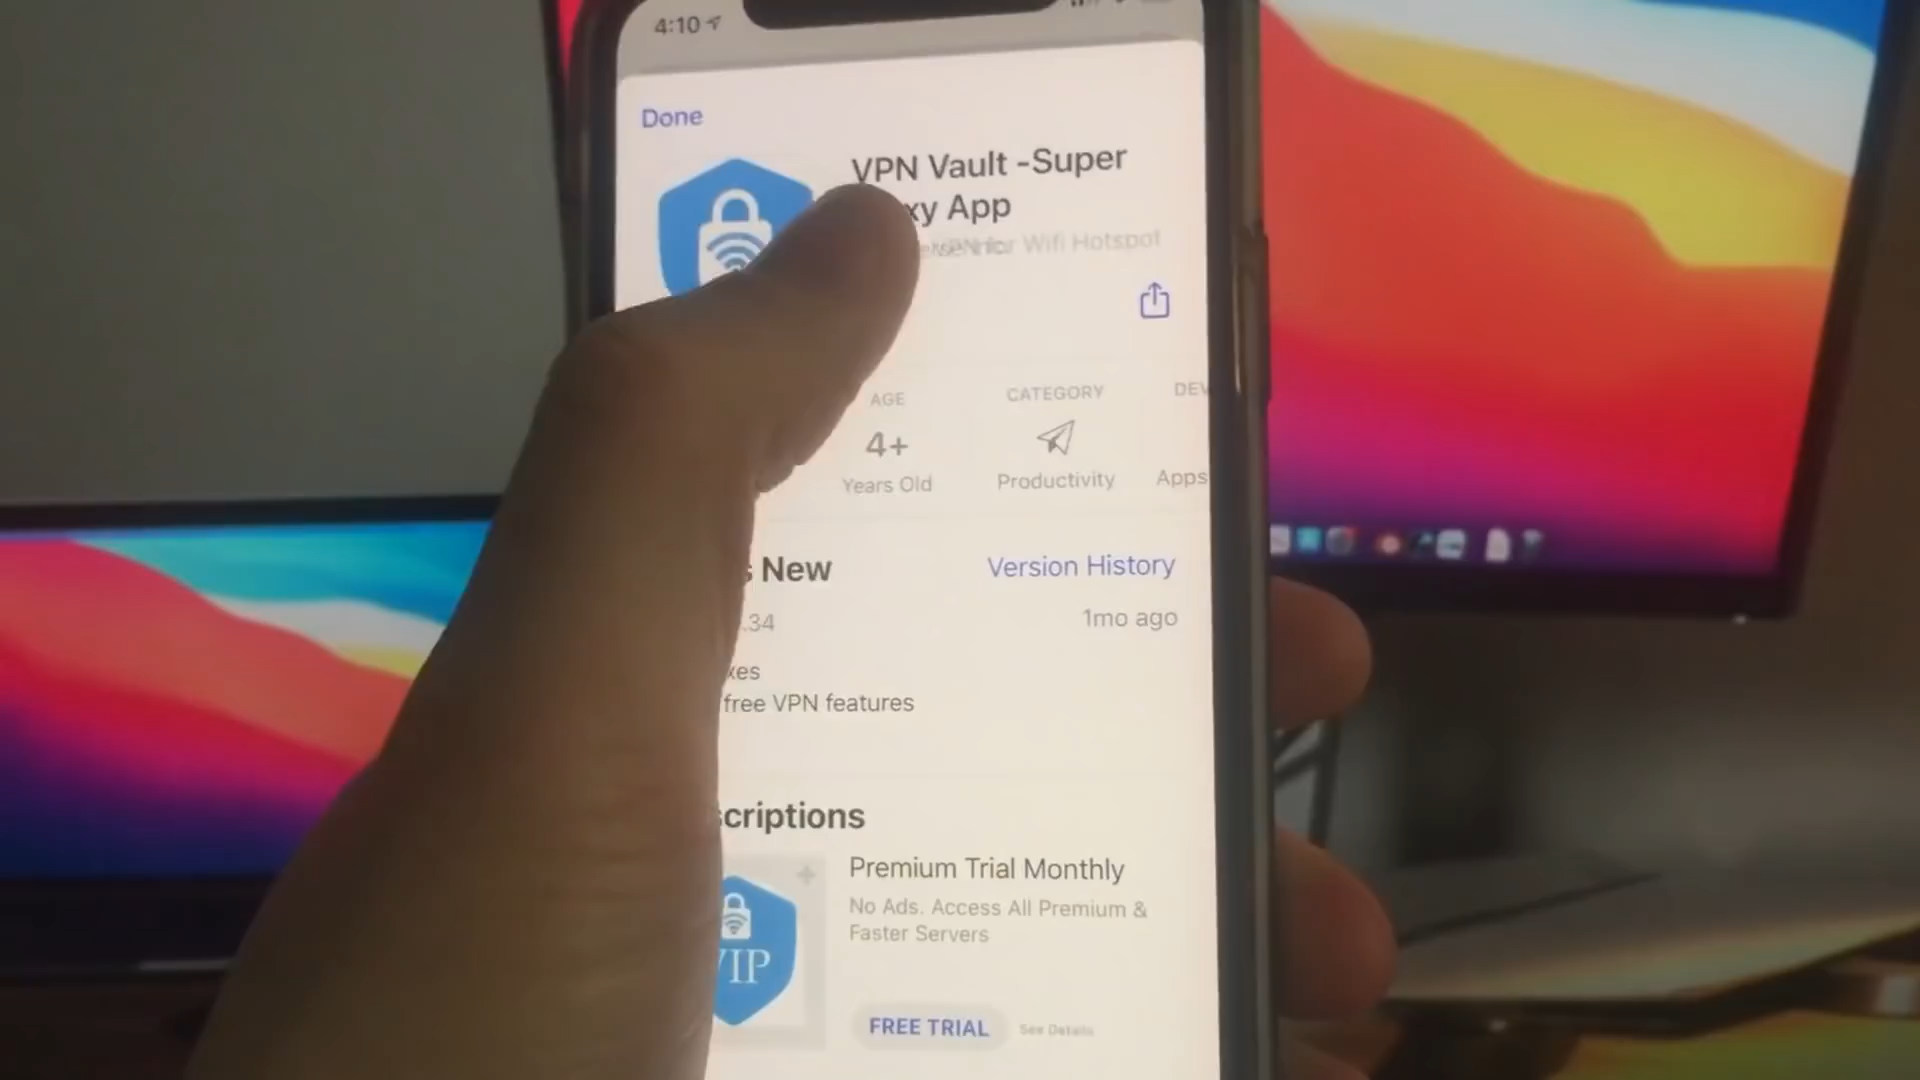 4:10
Done
VPN Vault -Super
xy App
Wifi Hotspot
AGE
CATEGORY
DEV
4+
Years Old
Productivity
Apps
s New
Version History
.34
1mo ago
xes
free VPN features
scriptions
Premium Trial Monthly
No Ads. Access All Premium &
Faster Servers
VIP
FREE TRIAL
See Details